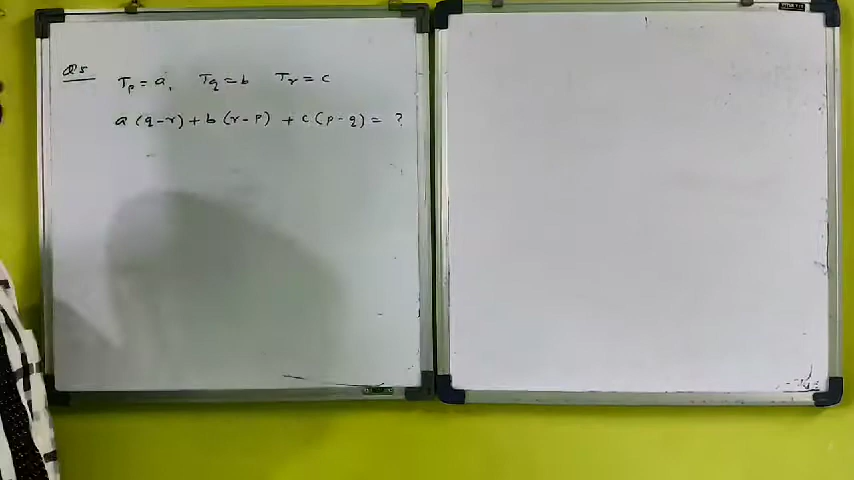 Q5 Tp = a, Tq = b Tr = c
a (q-r) + b (r-p) + c (p-q) = ?